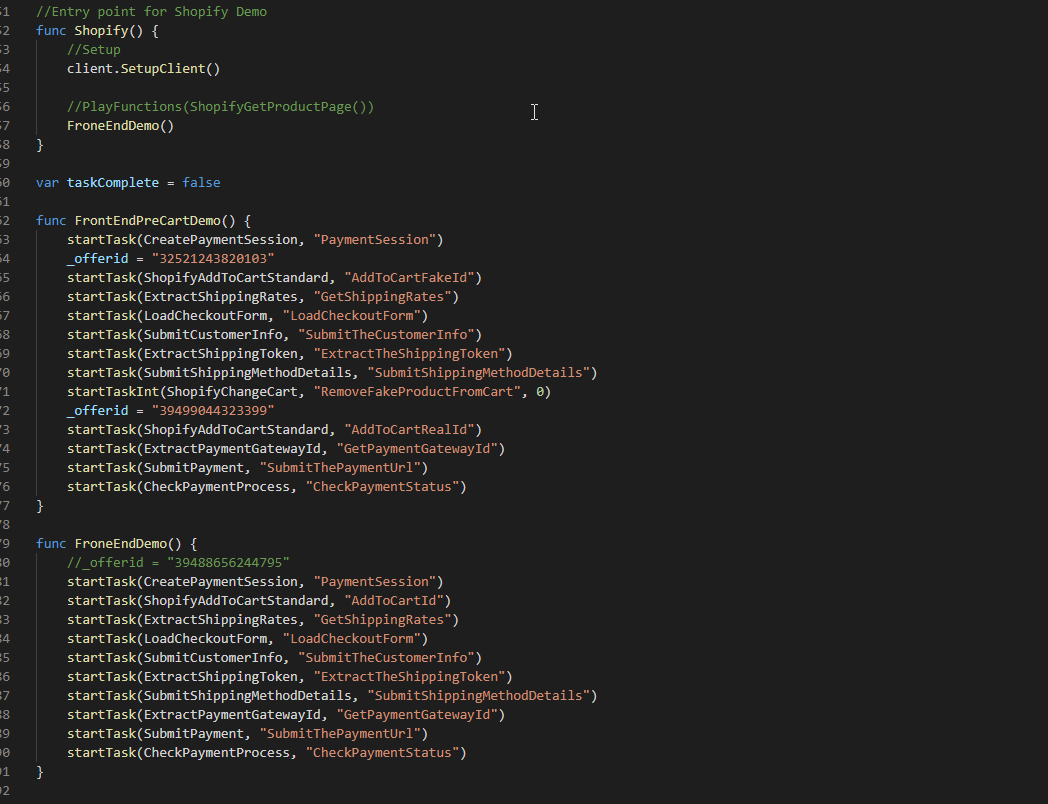 51 //Entry point for Shopify Demo
52 func Shopify() {
53 //Setup
54 client.SetupClient()
55
56 //PlayFunctions(ShopifyGetProductPage())
57 FroneEndDemo()
58 }
59
60 var taskComplete = false
61
62 func FrontEndPreCartDemo() {
63 startTask(CreatePaymentSession, "PaymentSession")
64 _offerid = "32521243820103"
65 startTask(ShopifyAddToCartStandard, "AddToCartFakeId")
66 startTask(ExtractShippingRates, "GetShippingRates")
67 startTask(LoadCheckoutForm, "LoadCheckoutForm")
68 startTask(SubmitCustomerInfo, "SubmitTheCustomerInfo")
69 startTask(ExtractShippingToken, "ExtractTheShippingToken")
70 startTask(SubmitShippingMethodDetails, "SubmitShippingMethodDetails")
71 startTaskInt(ShopifyChangeCart, "RemoveFakeProductFromCart", 0)
72 _offerid = "39499044323399"
73 startTask(ShopifyAddToCartStandard, "AddToCartRealId")
74 startTask(ExtractPaymentGatewayId, "GetPaymentGatewayId")
75 startTask(SubmitPayment, "SubmitThePaymentUrl")
76 startTask(CheckPaymentProcess, "CheckPaymentStatus")
77 }
78
79 func FroneEndDemo() {
80 //_offerid = "39488656244795"
81 startTask(CreatePaymentSession, "PaymentSession")
82 startTask(ShopifyAddToCartStandard, "AddToCartId")
83 startTask(ExtractShippingRates, "GetShippingRates")
84 startTask(LoadCheckoutForm, "LoadCheckoutForm")
85 startTask(SubmitCustomerInfo, "SubmitTheCustomerInfo")
86 startTask(ExtractShippingToken, "ExtractTheShippingToken")
87 startTask(SubmitShippingMethodDetails, "SubmitShippingMethodDetails")
88 startTask(ExtractPaymentGatewayId, "GetPaymentGatewayId")
89 startTask(SubmitPayment, "SubmitThePaymentUrl")
90 startTask(CheckPaymentProcess, "CheckPaymentStatus")
91 }
92